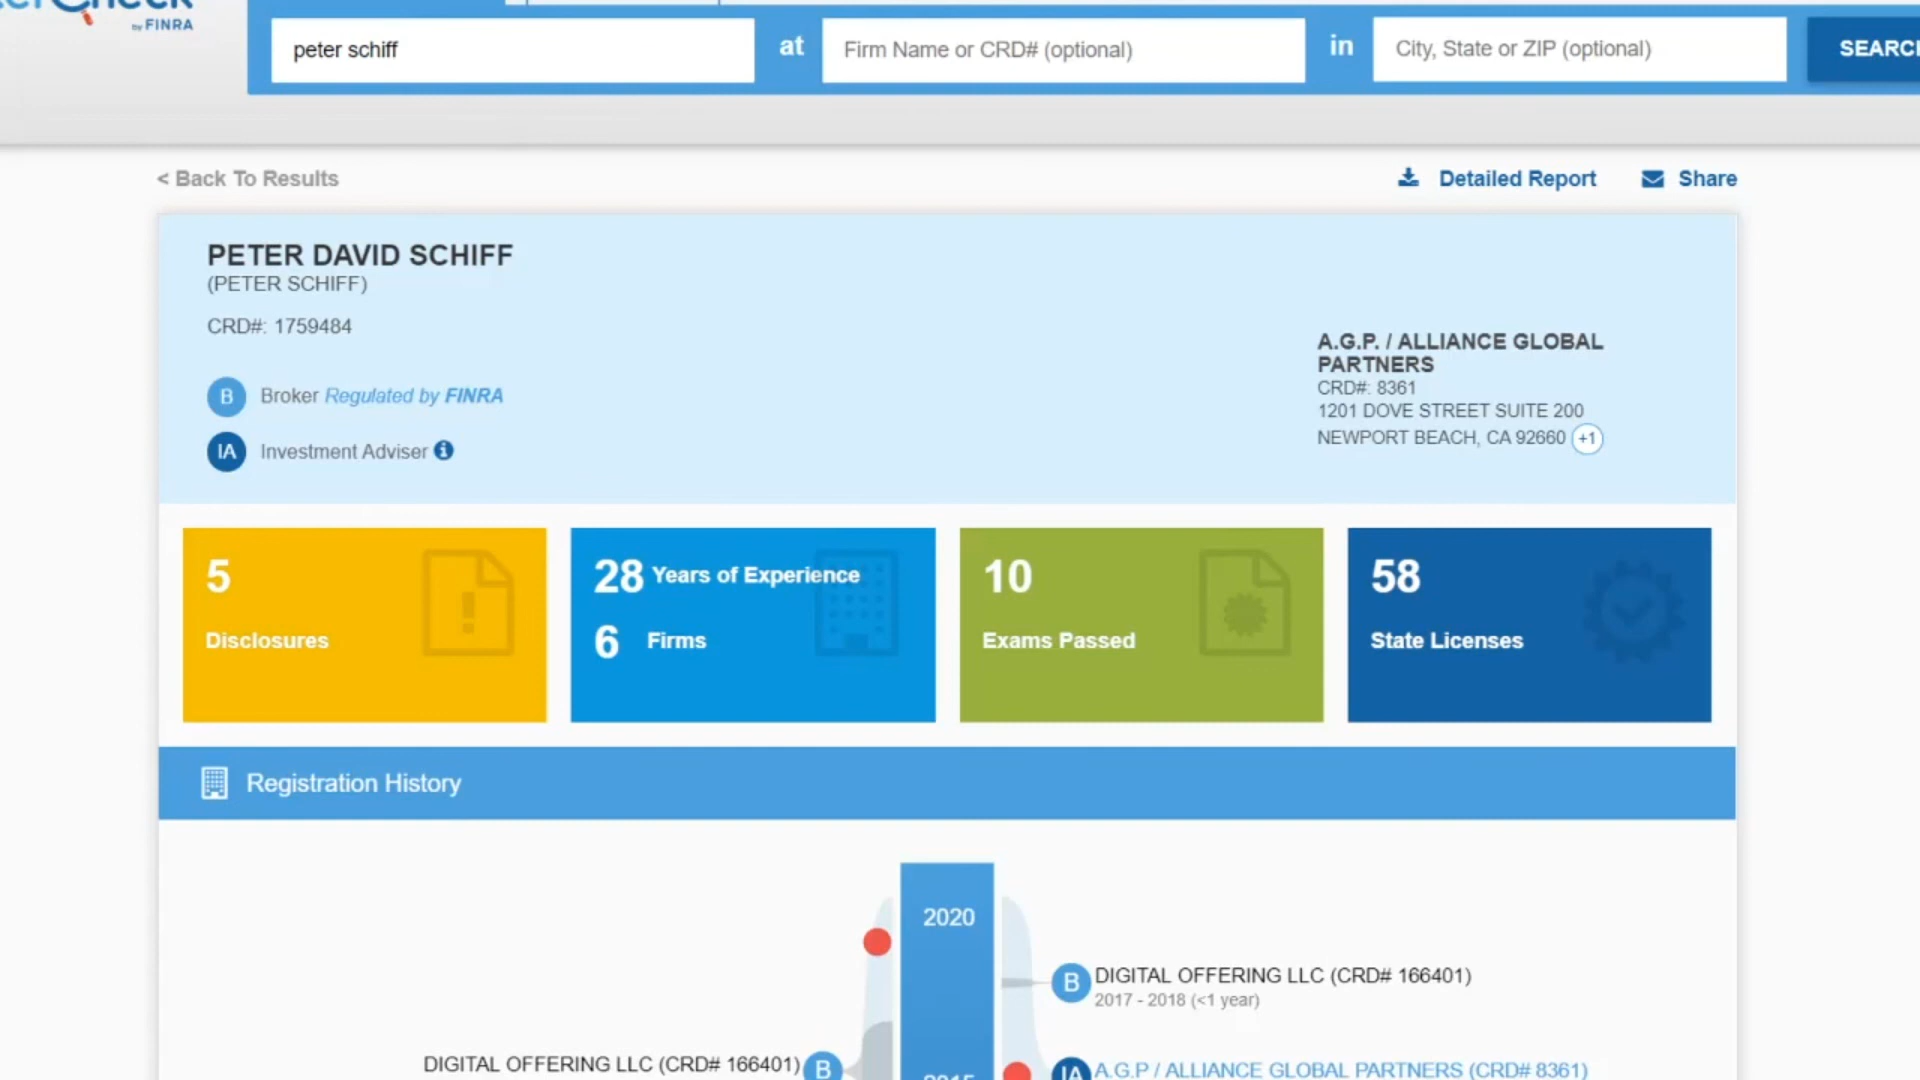 by FINRA
peter schiff
at
Firm Name or CRD# (optional)
in
City, State or ZIP (optional)
< Back To Results
Detailed Report
Share
PETER DAVID SCHIFF
(PETER SCHIFF)
CRD#: 1759484
B Broker Regulated by FINRA
IA Investment Adviser
A.G.P. / ALLIANCE GLOBAL
PARTNERS
CRD#: 8361
1201 DOVE STREET SUITE 200
NEWPORT BEACH, CA 92660 +1
5
Disclosures
28 Years of Experience
6 Firms
10
Exams Passed
58
State Licenses
Registration History
2020
B DIGITAL OFFERING LLC (CRD# 166401)
2017 - 2018 (<1 year)
DIGITAL OFFERING LLC (CRD# 166401) B
2015
IA A.G.P / ALLIANCE GLOBAL PARTNERS (CRD# 8361)